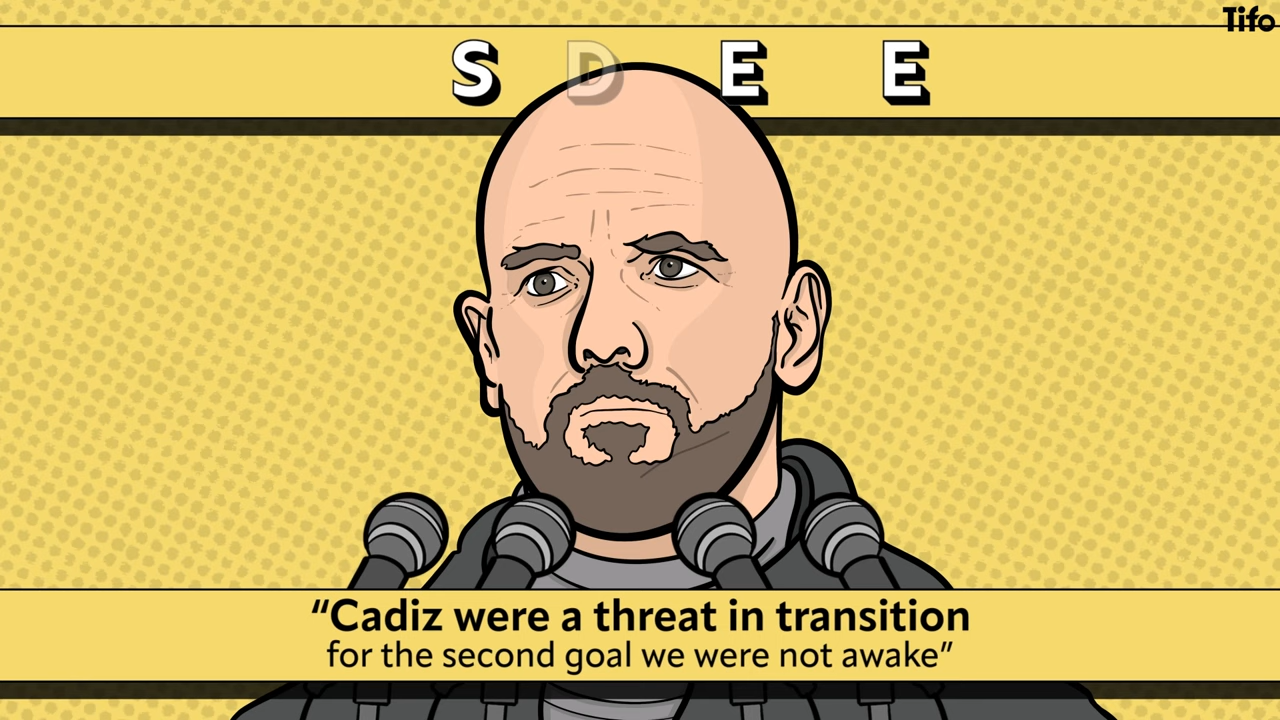 Tifo
S D E E
“Cadiz were a threat in transition
for the second goal we were not awake”